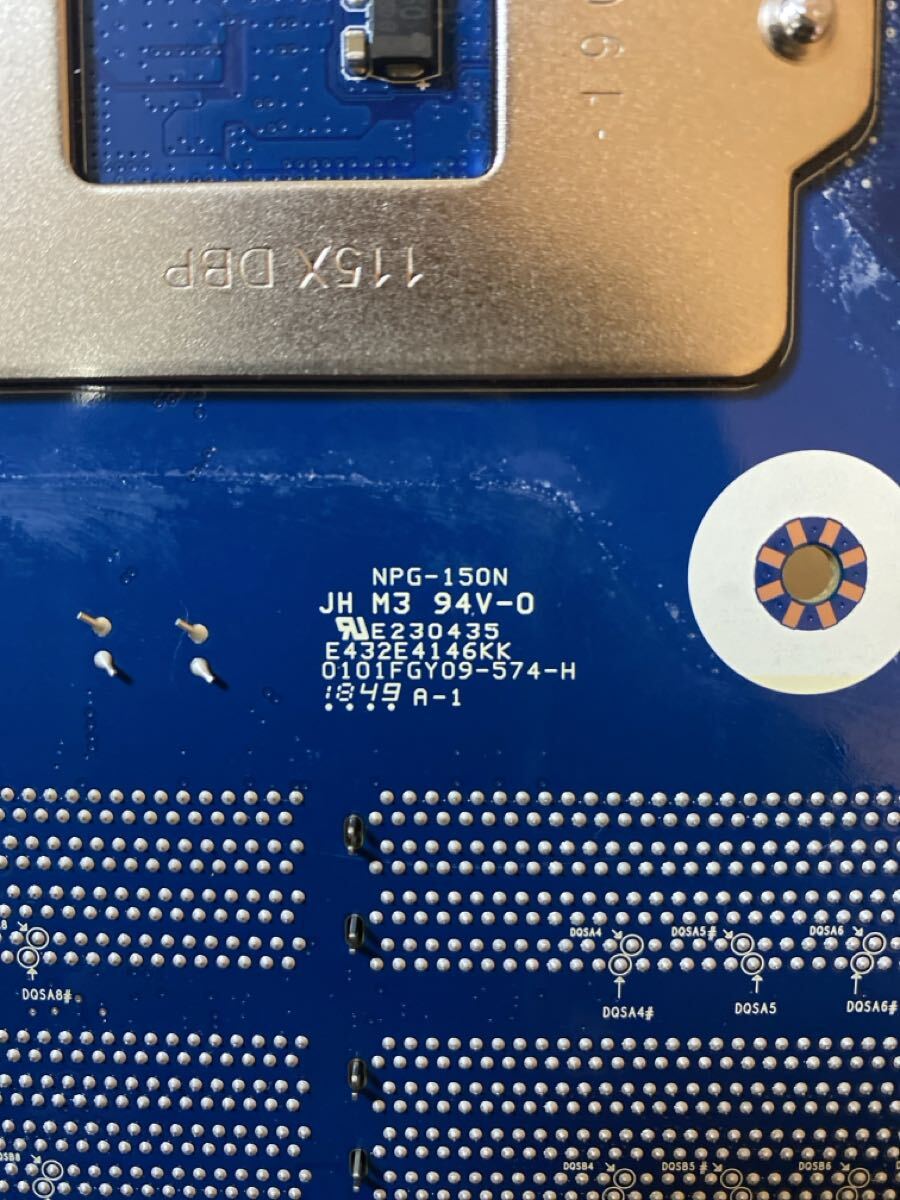 115X DBP
NPG-150N
JH M3 94V-0
E230435
E432E4146KK
0101FGY09-574-H
1849 A-1
DQSA4 DQSA5# DQSA6
DQSA8# DQSA4# DQSA5 DQSA6#
DQSB4 DQSB5# DQSB6